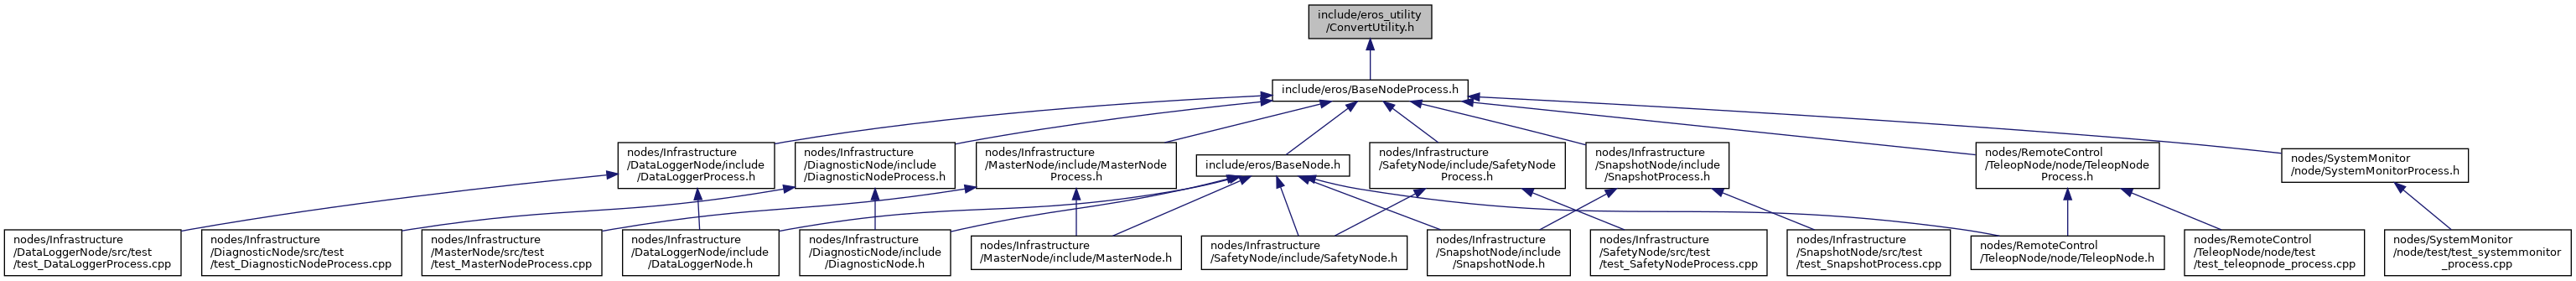 include/eros_utility
/ConvertUtility.h
include/eros/BaseNodeProcess.h
nodes/Infrastructure
/DataLoggerNode/include
/DataLoggerProcess.h
nodes/Infrastructure
/DiagnosticNode/include
/DiagnosticNodeProcess.h
nodes/Infrastructure
/MasterNode/include/MasterNode
Process.h
include/eros/BaseNode.h
nodes/Infrastructure
/SafetyNode/include/SafetyNode
Process.h
nodes/Infrastructure
/SnapshotNode/include
/SnapshotProcess.h
nodes/RemoteControl
/TeleopNode/node/TeleopNode
Process.h
nodes/SystemMonitor
/node/SystemMonitorProcess.h
nodes/Infrastructure
/DataLoggerNode/src/test
/test_DataLoggerProcess.cpp
nodes/Infrastructure
/DiagnosticNode/src/test
/test_DiagnosticNodeProcess.cpp
nodes/Infrastructure
/MasterNode/src/test
/test_MasterNodeProcess.cpp
nodes/Infrastructure
/DataLoggerNode/include
/DataLoggerNode.h
nodes/Infrastructure
/DiagnosticNode/include
/DiagnosticNode.h
nodes/Infrastructure
/MasterNode/include/MasterNode.h
nodes/Infrastructure
/SafetyNode/include/SafetyNode.h
nodes/Infrastructure
/SnapshotNode/include
/SnapshotNode.h
nodes/Infrastructure
/SafetyNode/src/test
/test_SafetyNodeProcess.cpp
nodes/Infrastructure
/SnapshotNode/src/test
/test_SnapshotProcess.cpp
nodes/RemoteControl
/TeleopNode/node/TeleopNode.h
nodes/RemoteControl
/TeleopNode/node/test
/test_teleopnode_process.cpp
nodes/SystemMonitor
/node/test/test_systemmonitor
_process.cpp